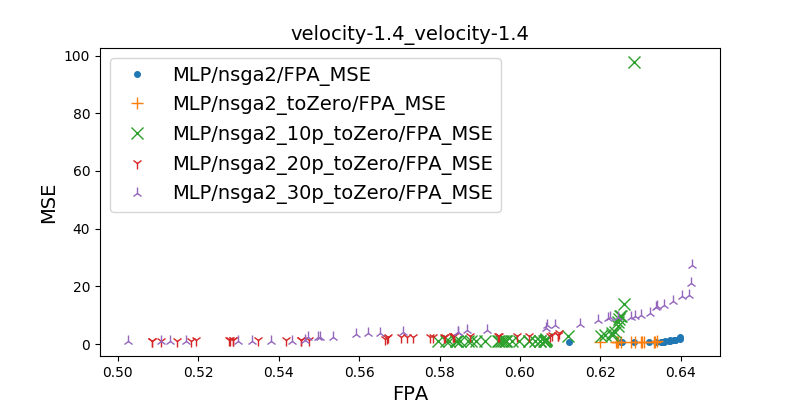 velocity-1.4_velocity-1.4
100
80
60
40
20
0
MSE
MLP/nsga2/FPA_MSE
MLP/nsga2_toZero/FPA_MSE
MLP/nsga2_10p_toZero/FPA_MSE
MLP/nsga2_20p_toZero/FPA_MSE
MLP/nsga2_30p_toZero/FPA_MSE
0.50 0.52 0.54 0.56 0.58 0.60 0.62 0.64
FPA